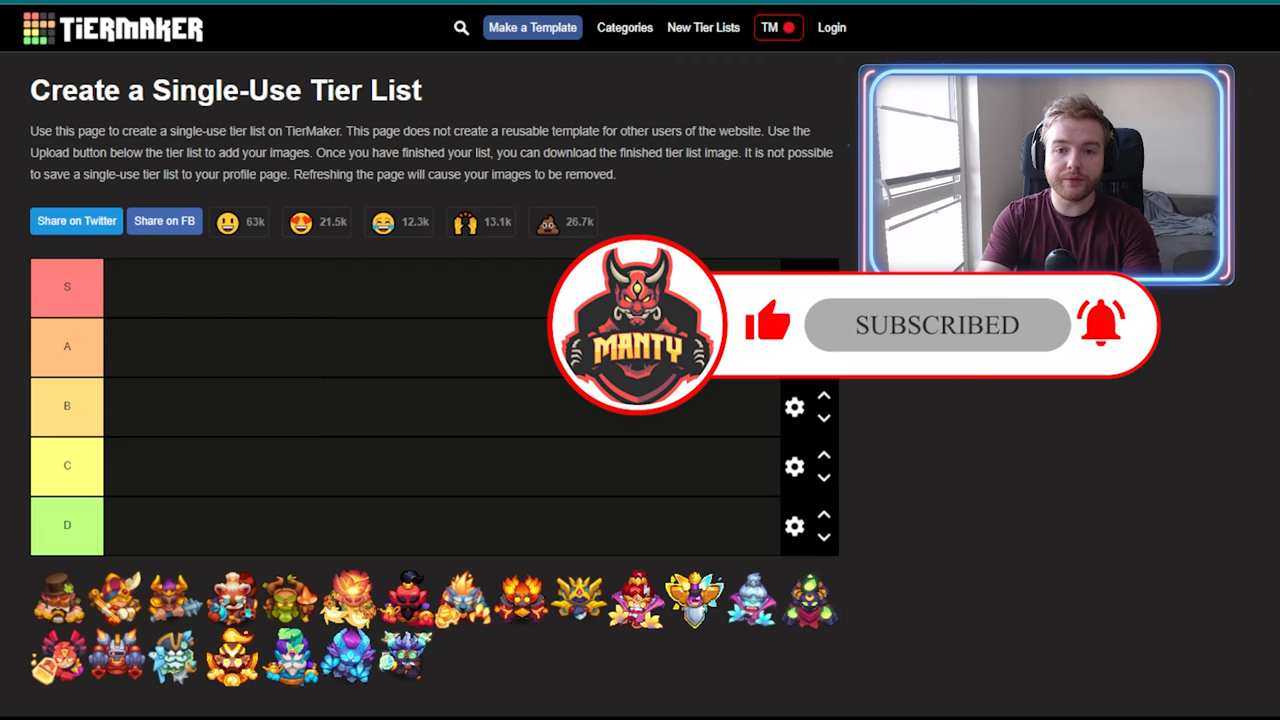 TiERMAKER
Make a Template
Categories
New Tier Lists
TM
Login
Create a Single-Use Tier List
Use this page to create a single-use tier list on TierMaker. This page does not create a reusable template for other users of the website. Use the
Upload button below the tier list to add your images. Once you have finished your list, you can download the finished tier list image. It is not possible
to save a single-use tier list to your profile page. Refreshing the page will cause your images to be removed.
Share on Twitter
Share on FB
63k
21.5k
12.3k
13.1k
26.7k
S
A
B
C
D
MANTY
SUBSCRIBED